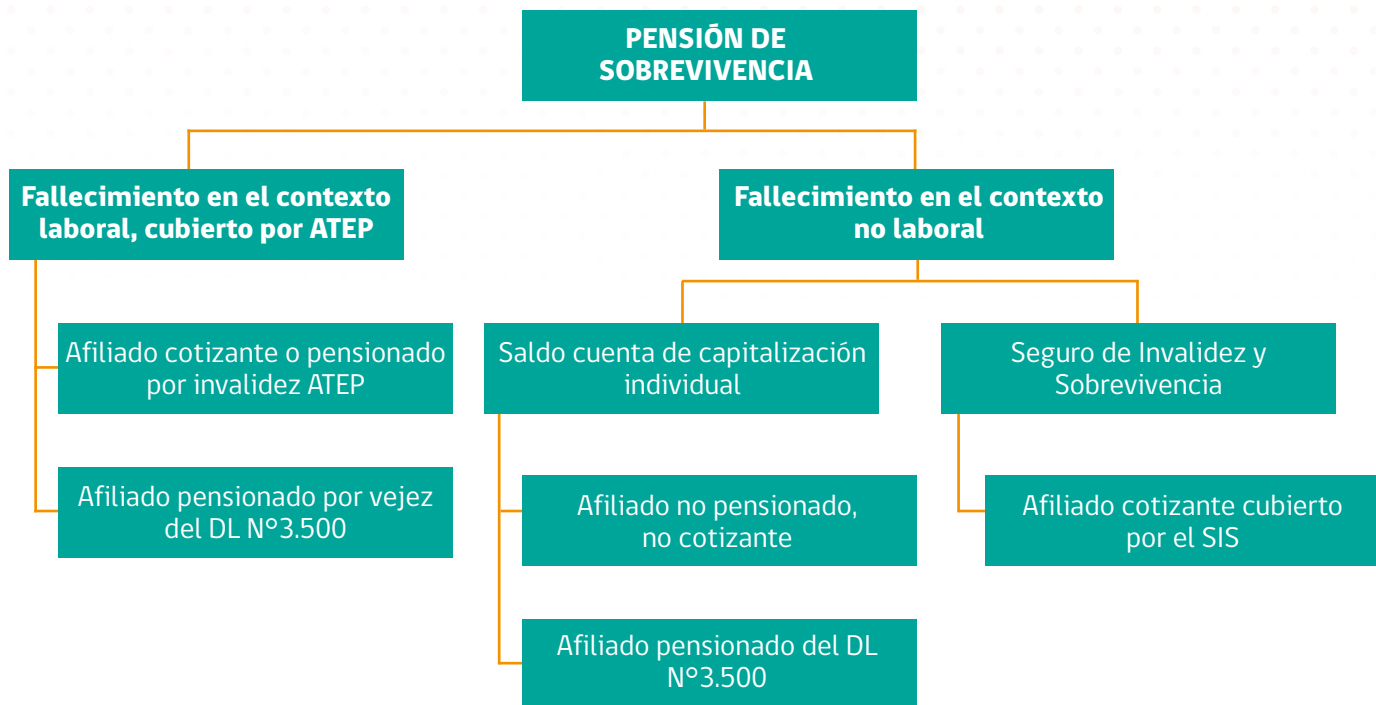 PENSIÓN DE
SOBREVIVENCIA
Fallecimiento en el contexto
laboral, cubierto por ATEP
Fallecimiento en el contexto
no laboral
Afiliado cotizante o pensionado
por invalidez ATEP
Saldo cuenta de capitalización
individual
Seguro de Invalidez y
Sobrevivencia
Afiliado pensionado por vejez
del DL N°3.500
Afiliado no pensionado,
no cotizante
Afiliado cotizante cubierto
por el SIS
Afiliado pensionado del DL
N°3.500